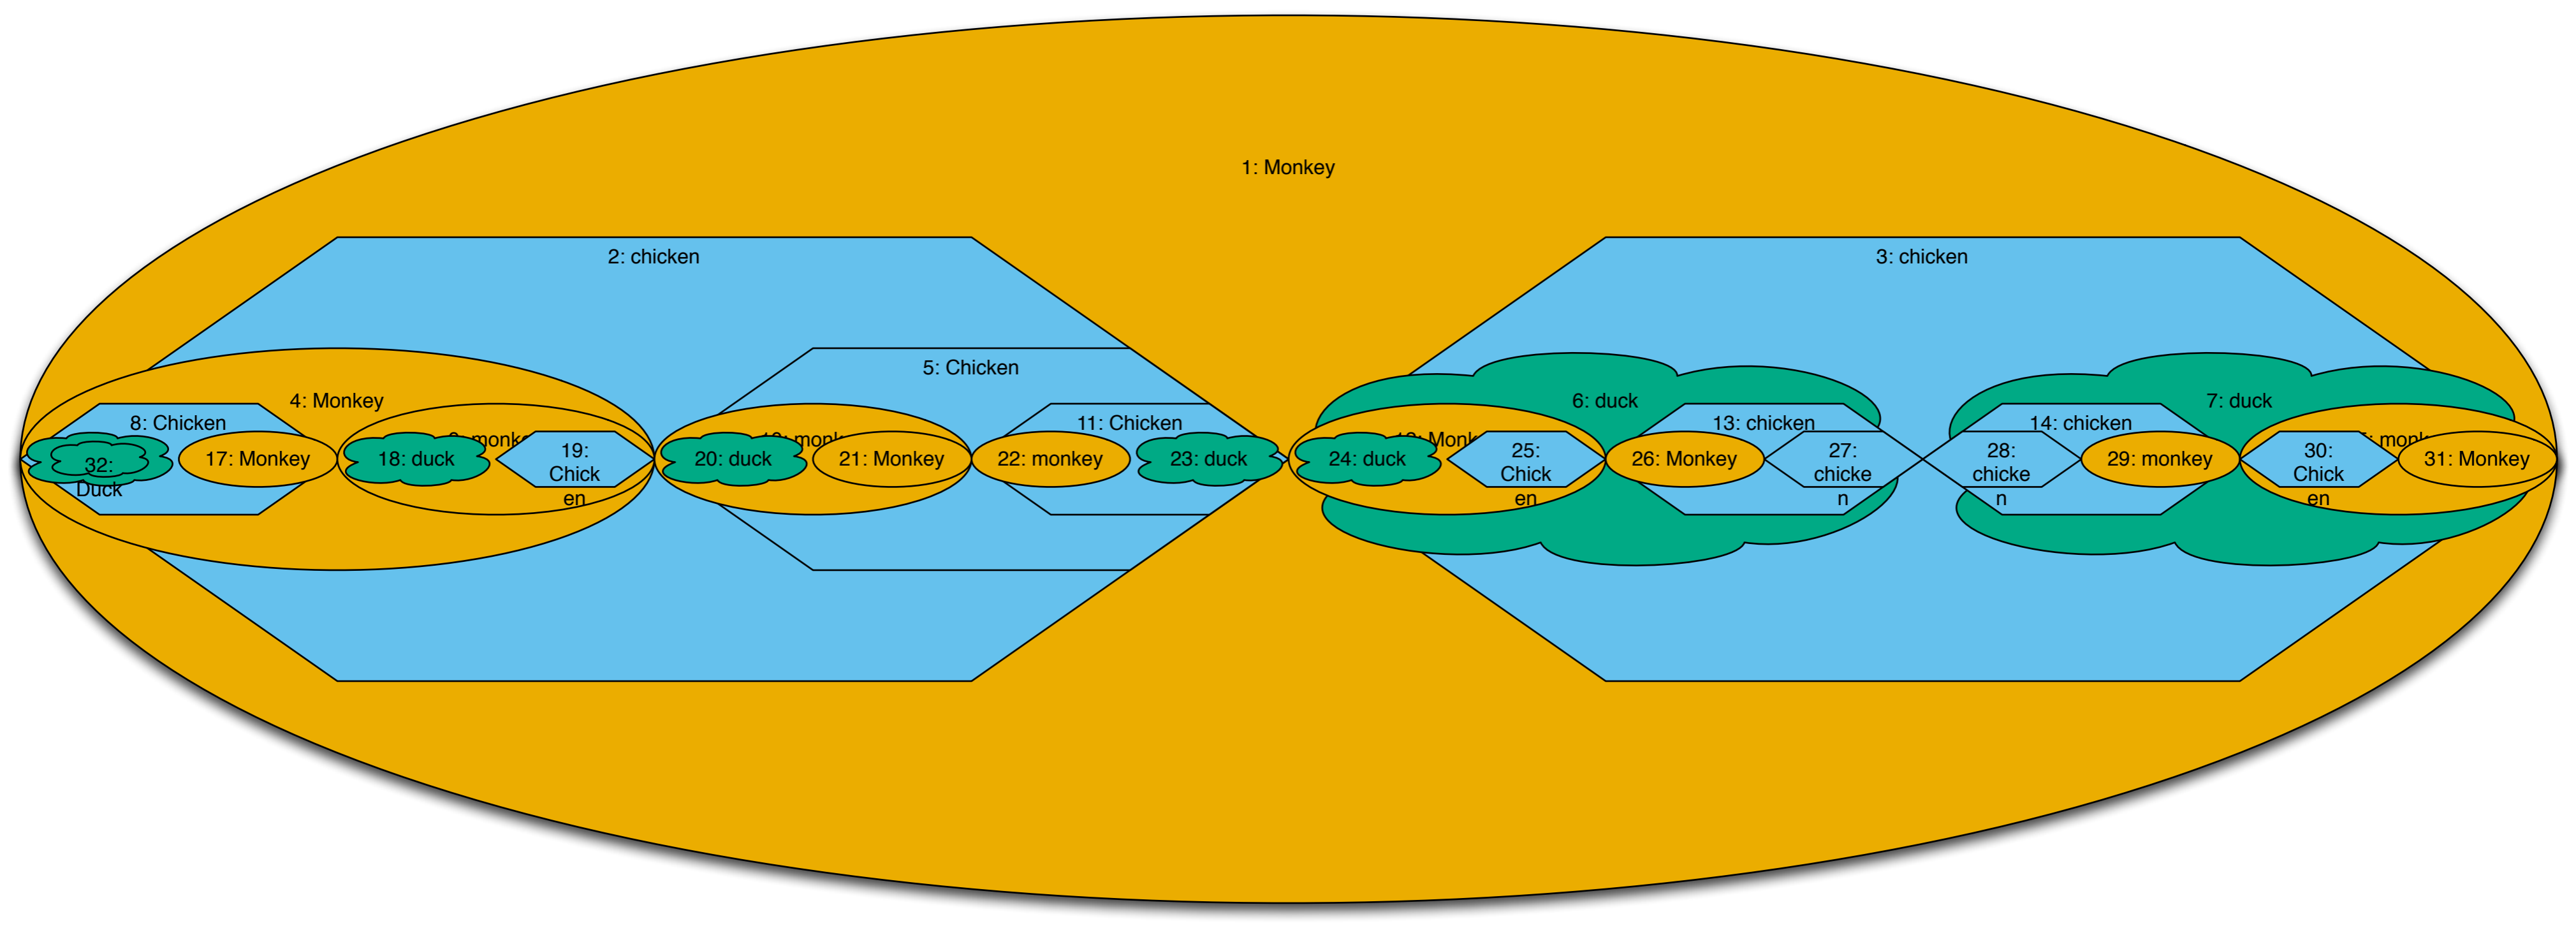 1: Monkey
2: chicken
3: chicken
5: Chicken
4: Monkey
6: duck
7: duck
8: Chicken
11: Chicken
13: chicken
14: chicken
32:
Duck
17: Monkey
18: duck
19:
Chick
en
20: duck
21: Monkey
22: monkey
23: duck
24: duck
25:
Chick
en
26: Monkey
27:
chicke
n
28:
chicke
n
29: monkey
30:
Chick
en
31: Monkey